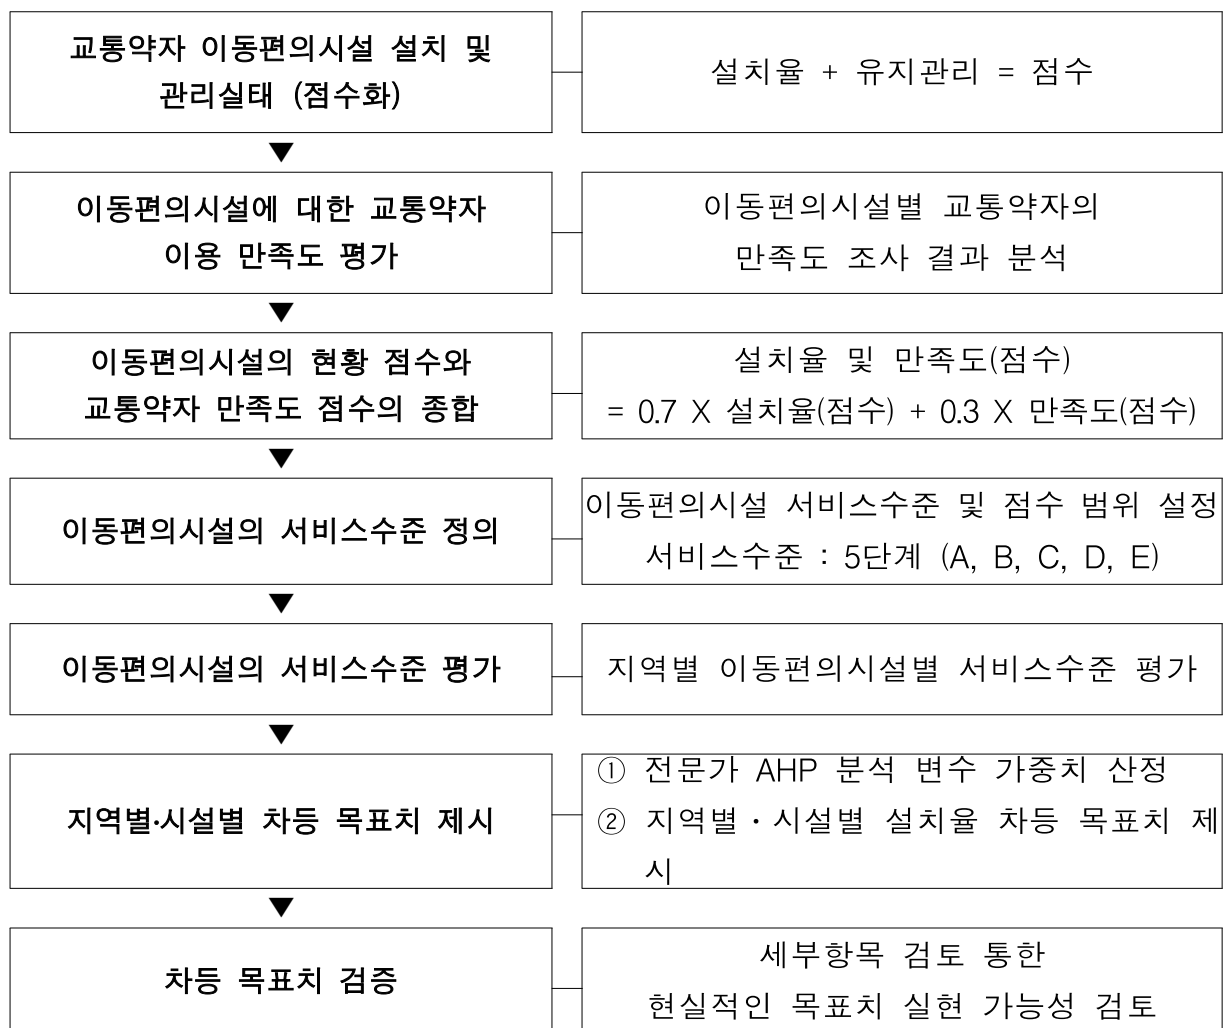 교통약자 이동편의시설 설치 및
관리실태 (점수화)
설치율 + 유지관리 = 점수
▼
이동편의시설에 대한 교통약자
이용 만족도 평가
이동편의시설별 교통약자의
만족도 조사 결과 분석
▼
이동편의시설의 현황 점수와
교통약자 만족도 점수의 종합
설치율 및 만족도(점수)
= 0.7 X 설치율(점수) + 0.3 X 만족도(점수)
▼
이동편의시설의 서비스수준 정의
이동편의시설 서비스수준 및 점수 범위 설정
서비스수준 : 5단계 (A, B, C, D, E)
▼
이동편의시설의 서비스수준 평가
지역별 이동편의시설별 서비스수준 평가
▼
지역별·시설별 차등 목표치 제시
① 전문가 AHP 분석 변수 가중치 산정
② 지역별·시설별 설치율 차등 목표치 제
시
▼
차등 목표치 검증
세부항목 검토 통한
현실적인 목표치 실현 가능성 검토